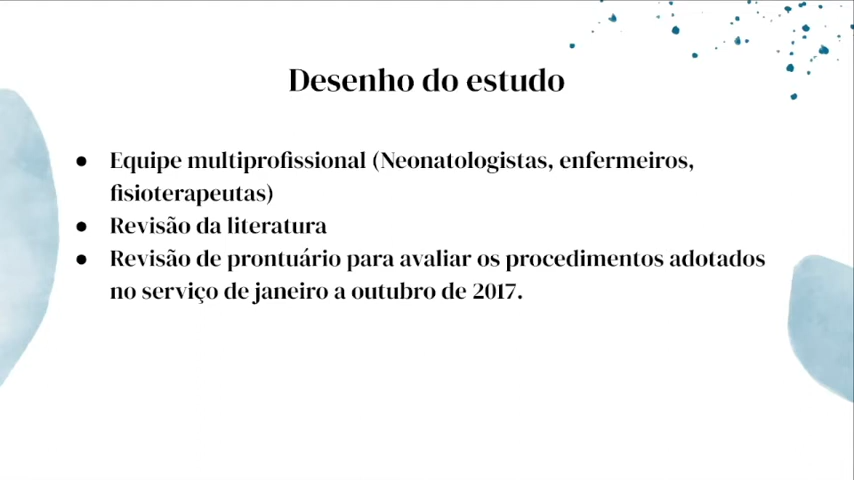 Desenho do estudo
● Equipe multiprofissional (Neonatologistas, enfermeiros,
fisioterapeutas)
● Revisão da literatura
● Revisão de prontuário para avaliar os procedimentos adotados
no serviço de janeiro a outubro de 2017.